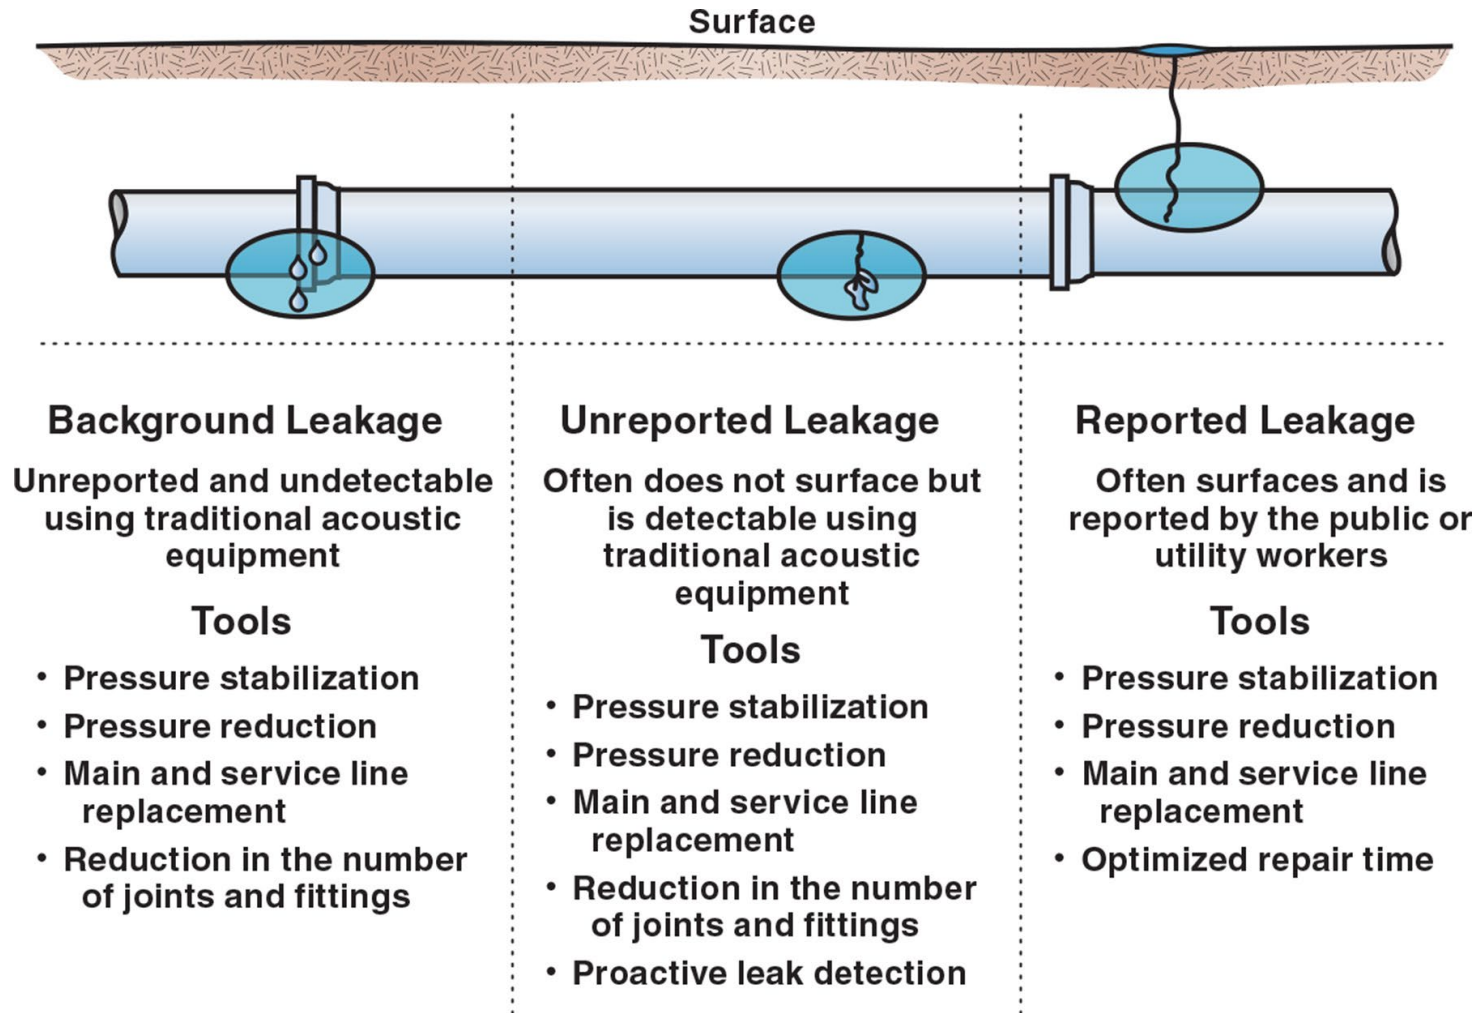 Surface
Background Leakage
Unreported and undetectable
using traditional acoustic
equipment
Tools
• Pressure stabilization
• Pressure reduction
• Main and service line
replacement
• Reduction in the number
of joints and fittings
Unreported Leakage
Often does not surface but
is detectable using
traditional acoustic
equipment
Tools
• Pressure stabilization
• Pressure reduction
• Main and service line
replacement
• Reduction in the number
of joints and fittings
• Proactive leak detection
Reported Leakage
Often surfaces and is
reported by the public or
utility workers
Tools
• Pressure stabilization
• Pressure reduction
• Main and service line
replacement
• Optimized repair time